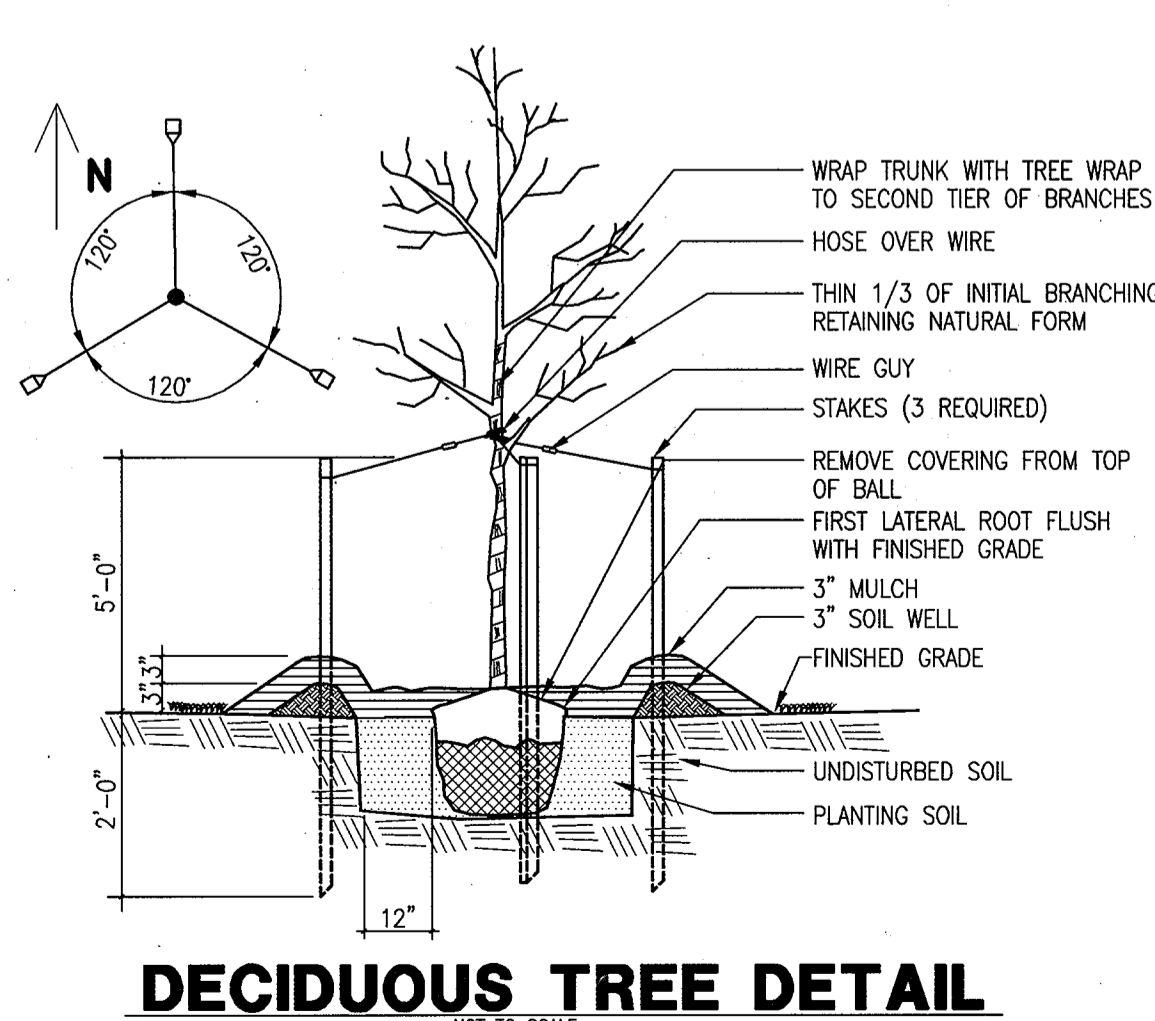 N
120°
120°
120°
WRAP TRUNK WITH TREE WRAP
TO SECOND TIER OF BRANCHES
HOSE OVER WIRE
THIN 1/3 OF INITIAL BRANCHING
RETAINING NATURAL FORM
WIRE GUY
STAKES (3 REQUIRED)
REMOVE COVERING FROM TOP
OF BALL
FIRST LATERAL ROOT FLUSH
WITH FINISHED GRADE
3" MULCH
3" SOIL WELL
FINISHED GRADE
UNDISTURBED SOIL
PLANTING SOIL
5'-0"
3"
3"
2'-0"
12"
DECIDUOUS TREE DETAIL
NOT TO SCALE